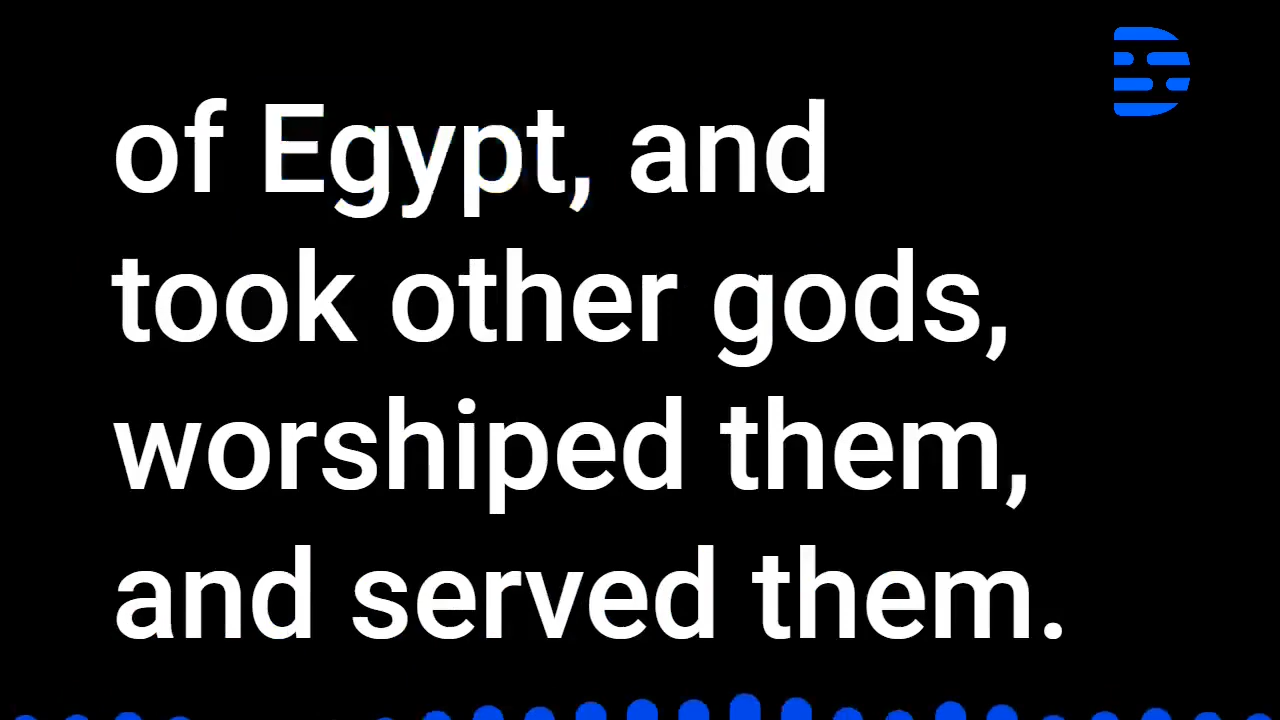 of Egypt, and
took other gods,
worshiped them,
and served them.